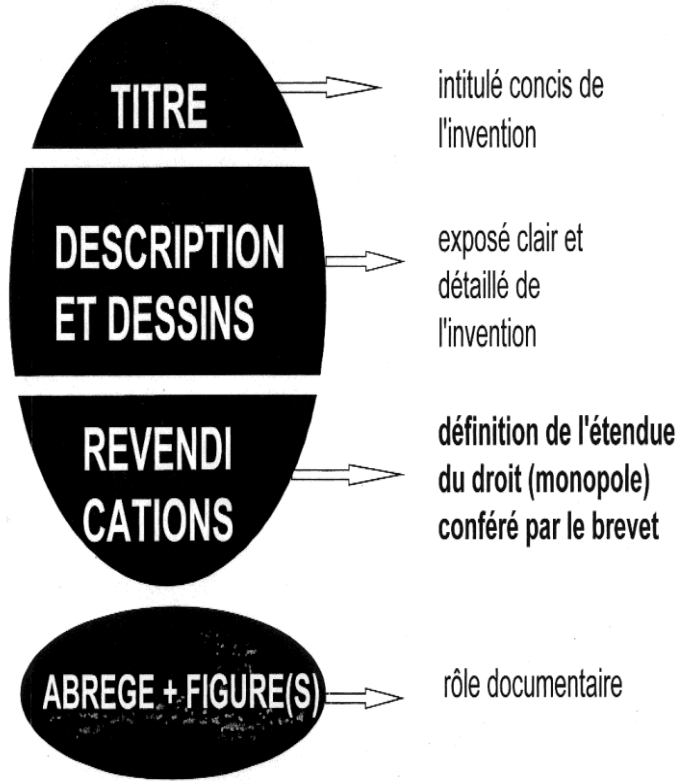 TITRE
intitulé concis de
l'invention
DESCRIPTION
ET DESSINS
exposé clair et
détaillé de
l'invention
REVENDI
CATIONS
définition de l'étendue
du droit (monopole)
conféré par le brevet
ABREGE + FIGURE(S)
rôle documentaire